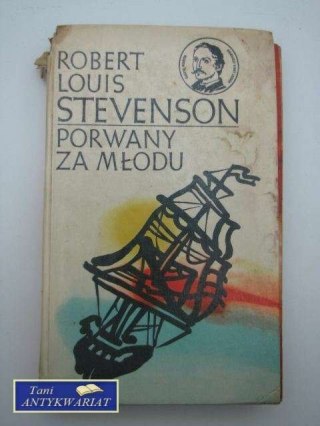 ROBERT
LOUIS
STEVENSON
PORWANY
ZA MŁODU
Tani
ANTYKWARIAT